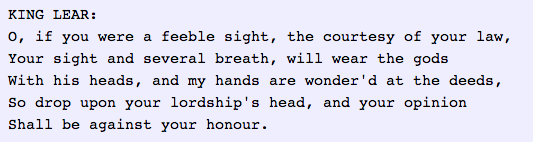 KING LEAR:
O, if you were a feeble sight, the courtesy of your law,
Your sight and several breath, will wear the gods
With his heads, and my hands are wonder'd at the deeds,
So drop upon your lordship's head, and your opinion
Shall be against your honour.